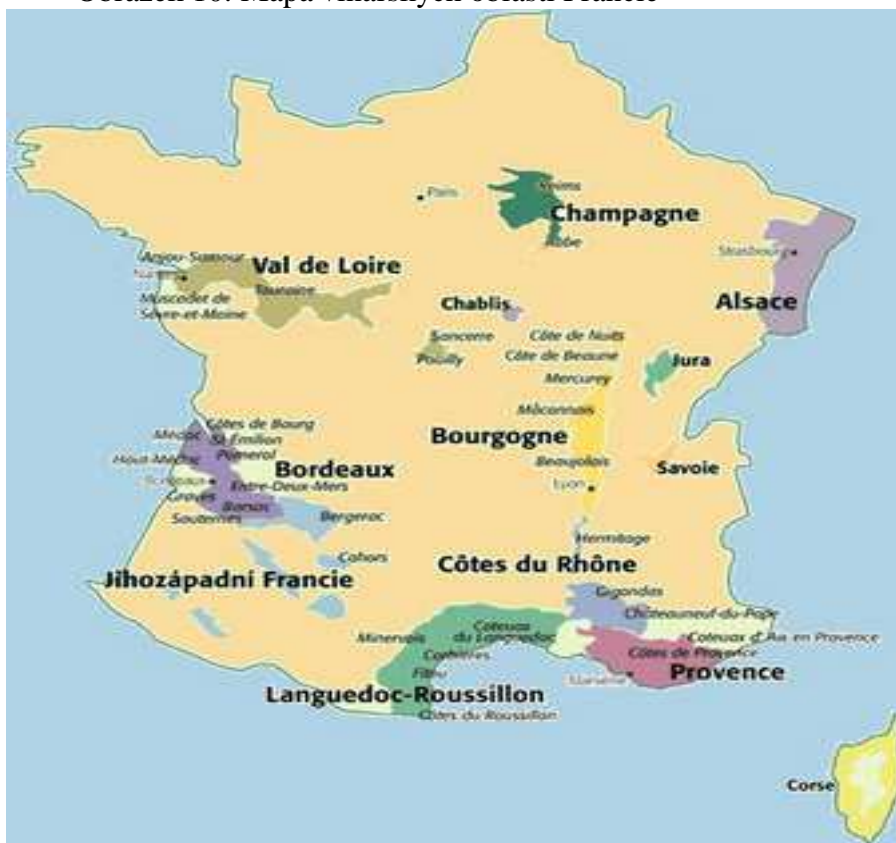 Obrázek 10: Mapa vinařských oblastí Francie
Paris
Reims
Champagne
Aube
Strasbourg
Alsace
Anjou-Saumur
Val de Loire
Touraine
Muscadet de
Sèvre-et-Maine
Chablis
Sancerre
Pouilly
Côte de Nuits
Côte de Beaune
Mercurey
Jura
Mâconnais
Bourgogne
Beaujolais
Lyon
Savoie
Médoc
Côtes de Bourg
St Émilion
Pomerol
Haut-Médoc
Bordeaux
Bordeaux
Entre-Deux-Mers
Graves
Barsac
Sauternes
Bergerac
Cahors
Jihozápadní Francie
Hermitage
Côtes du Rhône
Gigondas
Châteauneuf-du-Pape
Minervois
Coteaux
du Languedoc
Corbières
Fitou
Languedoc-Roussillon
Côtes du Roussillon
Coteaux d'Aix en Provence
Côtes de Provence
Marseille
Provence
Corse